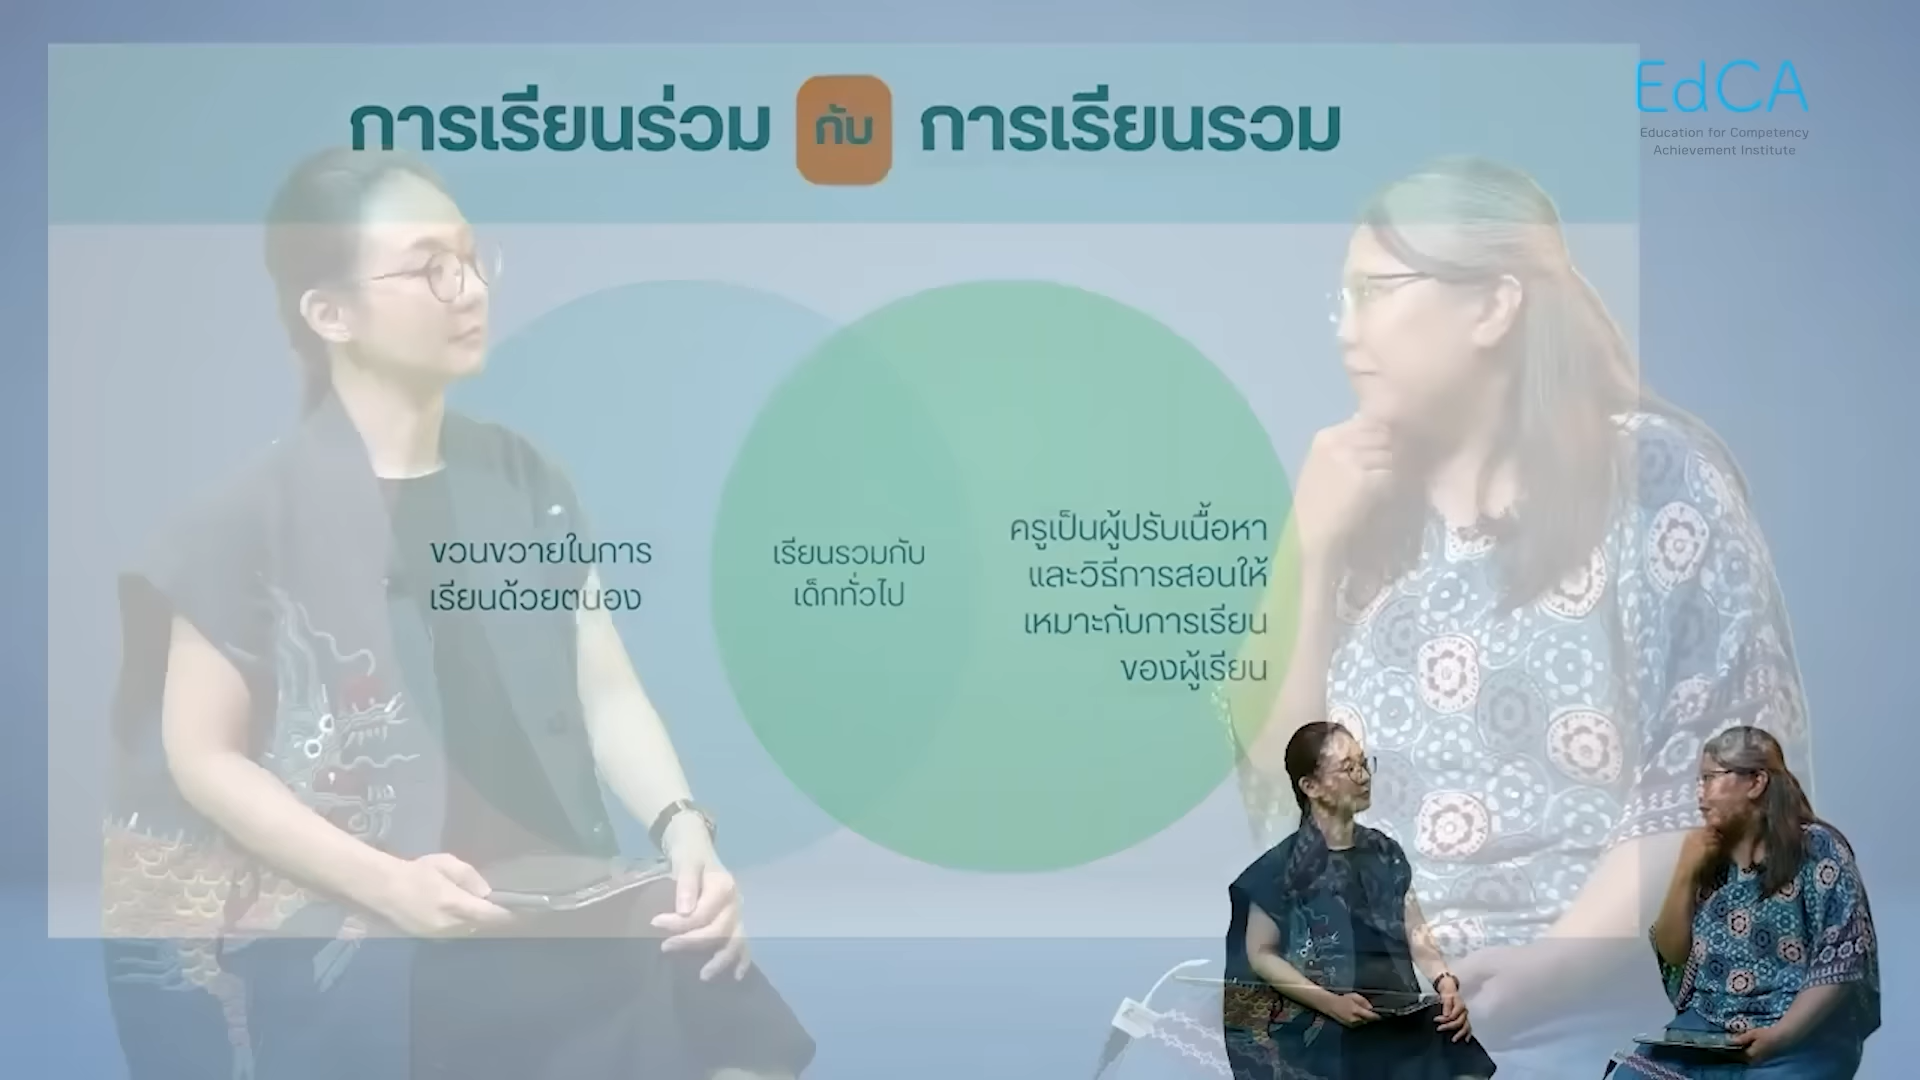 การเรียนร่วม กับ การเรียนรวม
EdCA
Education for Competency
Achievement Institute
ขวนขวายในการ
เรียนด้วยตนเอง
เรียนรวมกับ
เด็กทั่วไป
ครูเป็นผู้ปรับเนื้อหา
และวิธีการสอนให้
เหมาะกับการเรียน
ของผู้เรียน